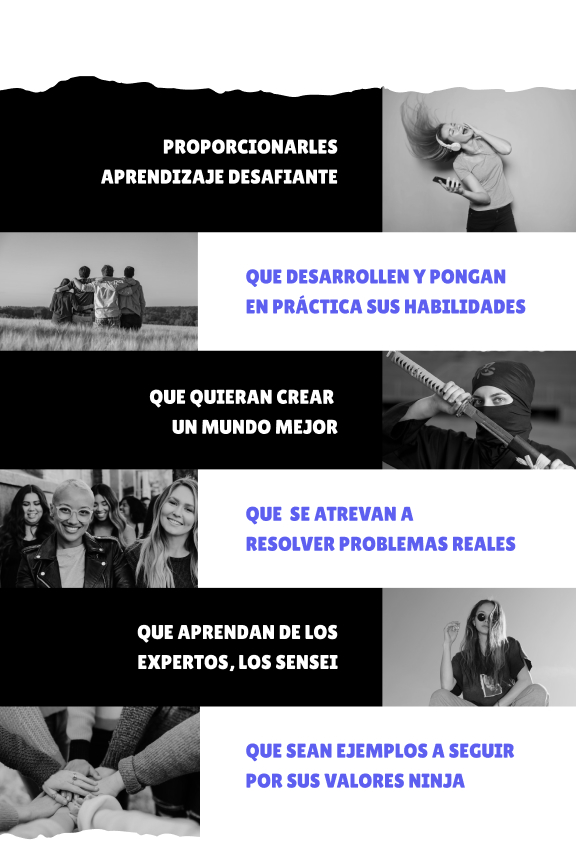 PROPORCIONARLES
APRENDIZAJE DESAFIANTE
QUE DESARROLLEN Y PONGAN
EN PRÁCTICA SUS HABILIDADES
QUE QUIERAN CREAR
UN MUNDO MEJOR
QUE SE ATREVAN A
RESOLVER PROBLEMAS REALES
QUE APRENDAN DE LOS
EXPERTOS, LOS SENSEI
QUE SEAN EJEMPLOS A SEGUIR
POR SUS VALORES NINJA